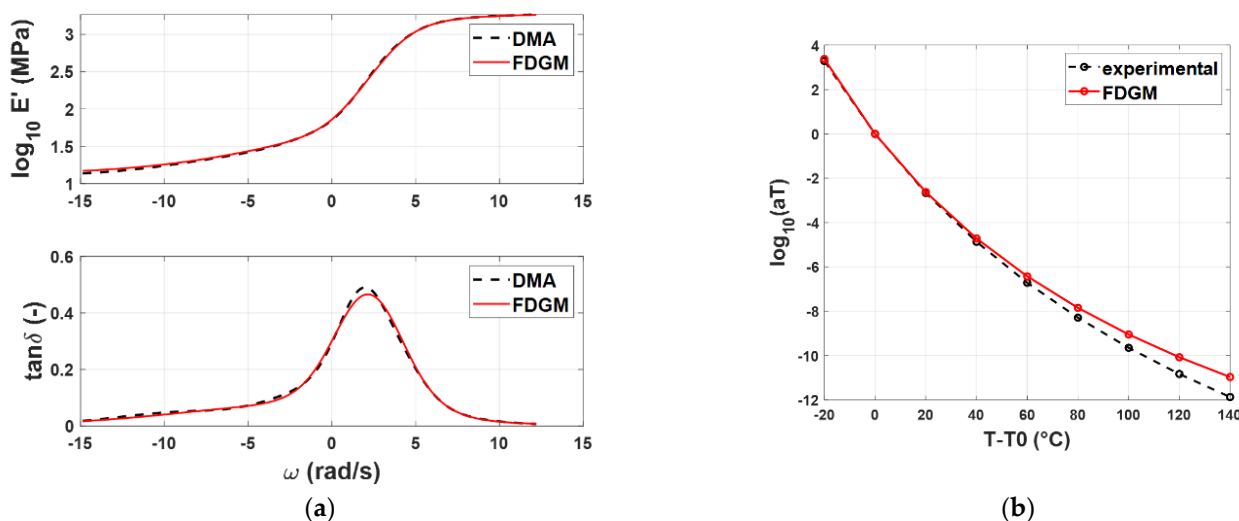 log10 E' (MPa)
3
2.5
2
1.5
1
-15 -10 -5 0 5 10 15
DMA
FDGM
tanδ (-)
0.6
0.4
0.2
0
-15 -10 -5 0 5 10 15
DMA
FDGM
ω (rad/s)
(a)
log10(aT)
4
2
0
-2
-4
-6
-8
-10
-12
-20 0 20 40 60 80 100 120 140
experimental
FDGM
T-T0 (°C)
(b)